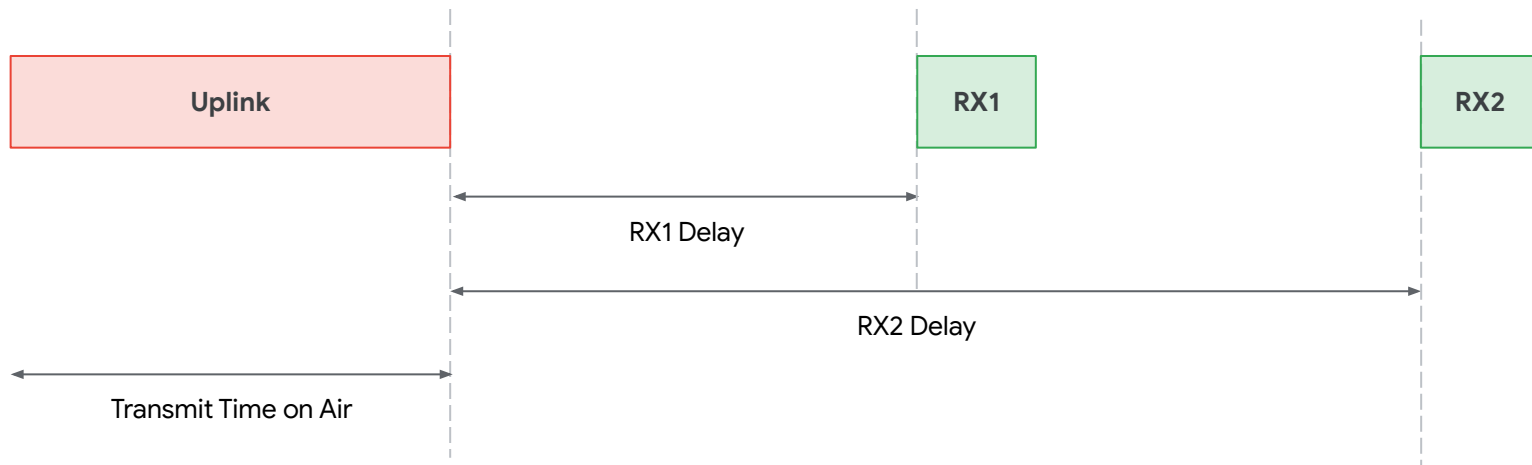 Uplink
RX1
RX2
RX1 Delay
RX2 Delay
Transmit Time on Air